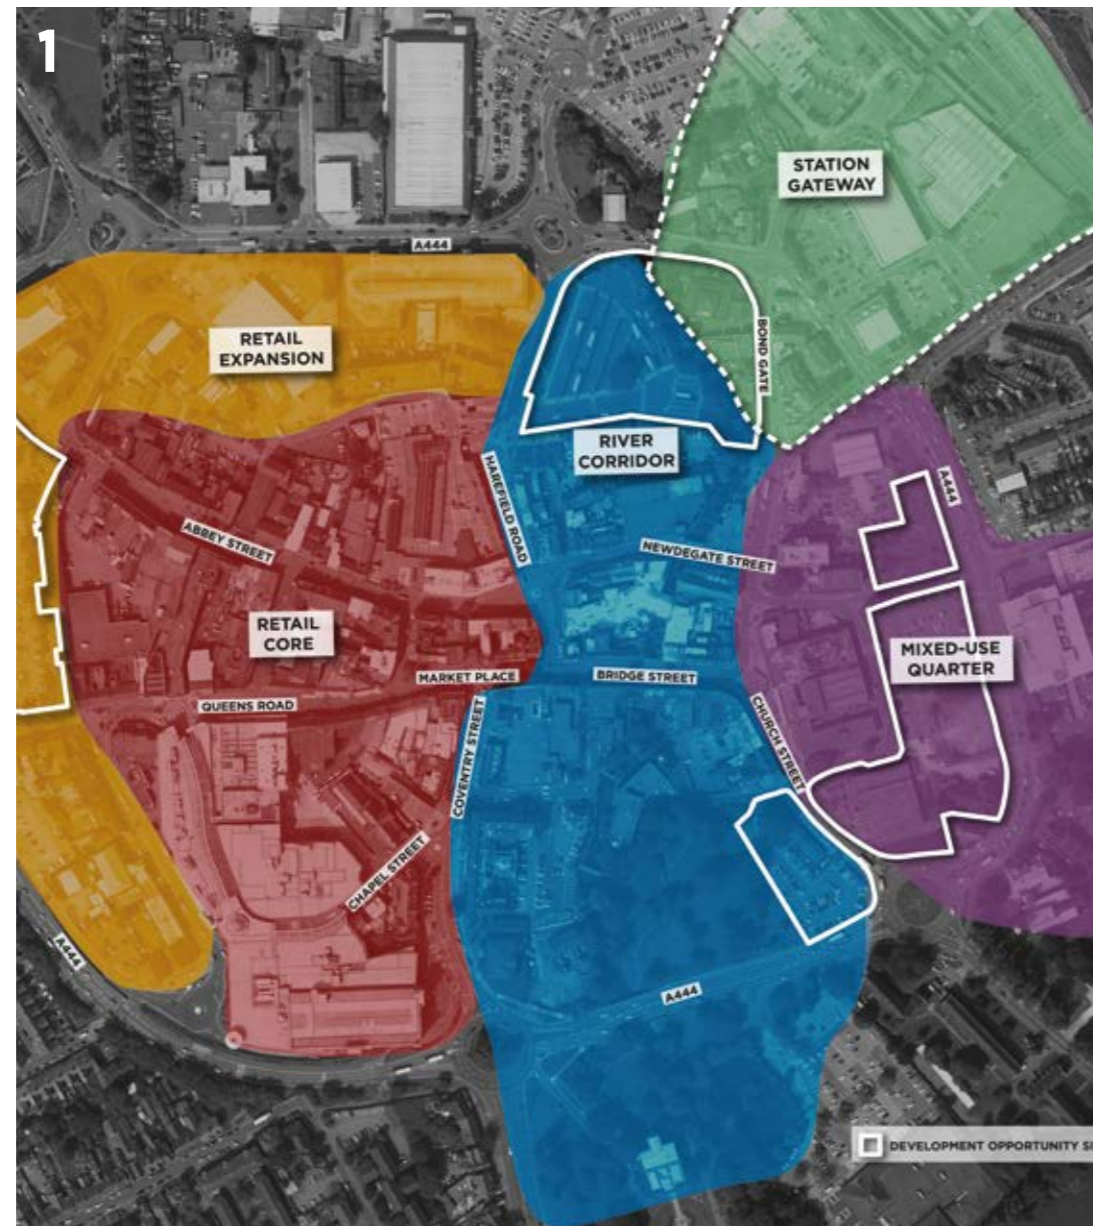 1
STATION
GATEWAY
A444
RETAIL
EXPANSION
BOND GATE
RIVER
CORRIDOR
HAREFIELD ROAD
A444
ABBEY STREET
NEWDEGATE STREET
RETAIL
CORE
MIXED-USE
QUARTER
MARKET PLACE
BRIDGE STREET
QUEENS ROAD
COVENTRY STREET
CHURCH STREET
CHAPEL STREET
A444
A444
DEVELOPMENT OPPORTUNITY SI